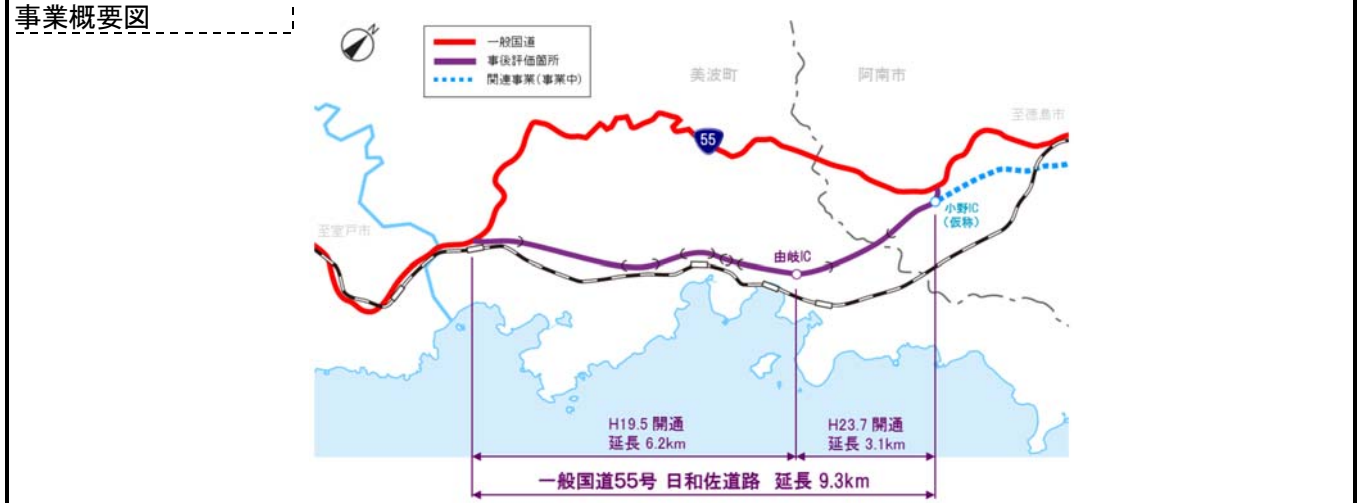 事業概要図
N
一般国道
事後評価箇所
関連事業(事業中)
美波町
阿南市
至徳島市
55
小野IC
(仮称)
至室戸市
由岐IC
H19.5 開通
延長 6.2km
H23.7 開通
延長 3.1km
一般国道55号 日和佐道路 延長 9.3km